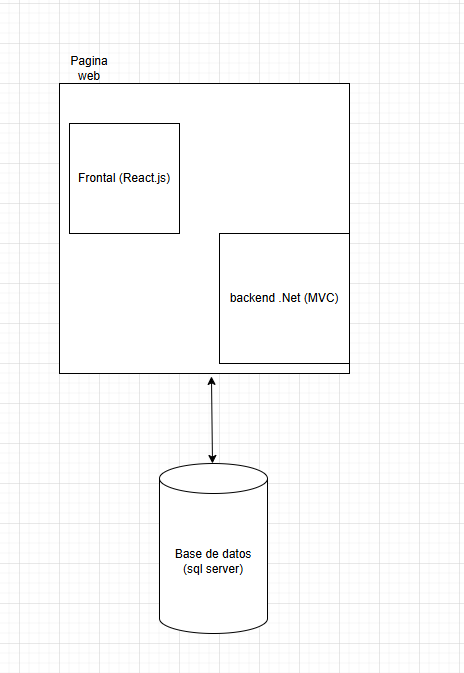 Pagina
web
Frontal (React.js)
backend .Net (MVC)
Base de datos
(sql server)